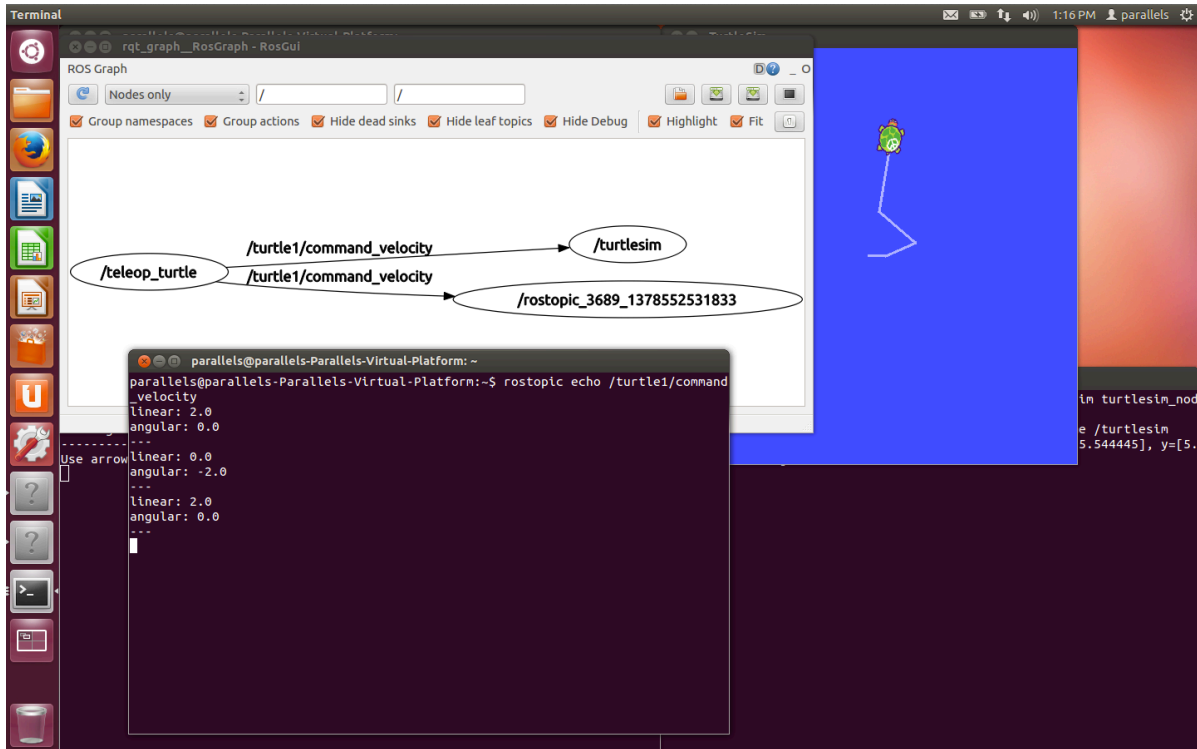 Terminal
1:16 PM parallels
rqt_graph__RosGraph - RosGui
TurtleSim
ROS Graph
D ? _ O
Nodes only / /
Group namespaces Group actions Hide dead sinks Hide leaf topics Hide Debug Highlight Fit
/turtle1/command_velocity
/turtlesim
/teleop_turtle
/turtle1/command_velocity
/rostopic_3689_1378552531833
parallels@parallels-Parallels-Virtual-Platform: ~
parallels@parallels-Parallels-Virtual-Platform:~$ rostopic echo /turtle1/command
_velocity
linear: 2.0
angular: 0.0
---
linear: 0.0
angular: -2.0
---
linear: 2.0
angular: 0.0
---
---------
Use arrow
im turtlesim_nod
e /turtlesim
5.544445], y=[5.